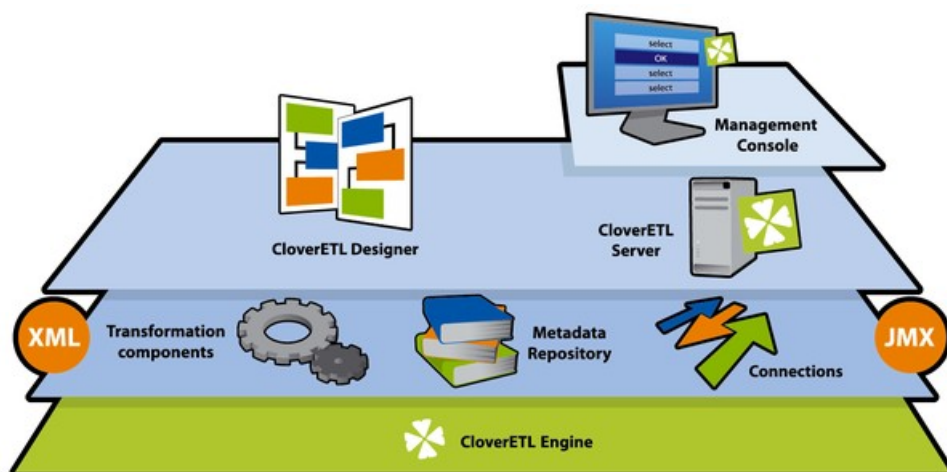 select
OK
select
select
Management
Console
CloverETL Designer
CloverETL
Server
XML
Transformation
components
Metadata
Repository
Connections
JMX
CloverETL Engine